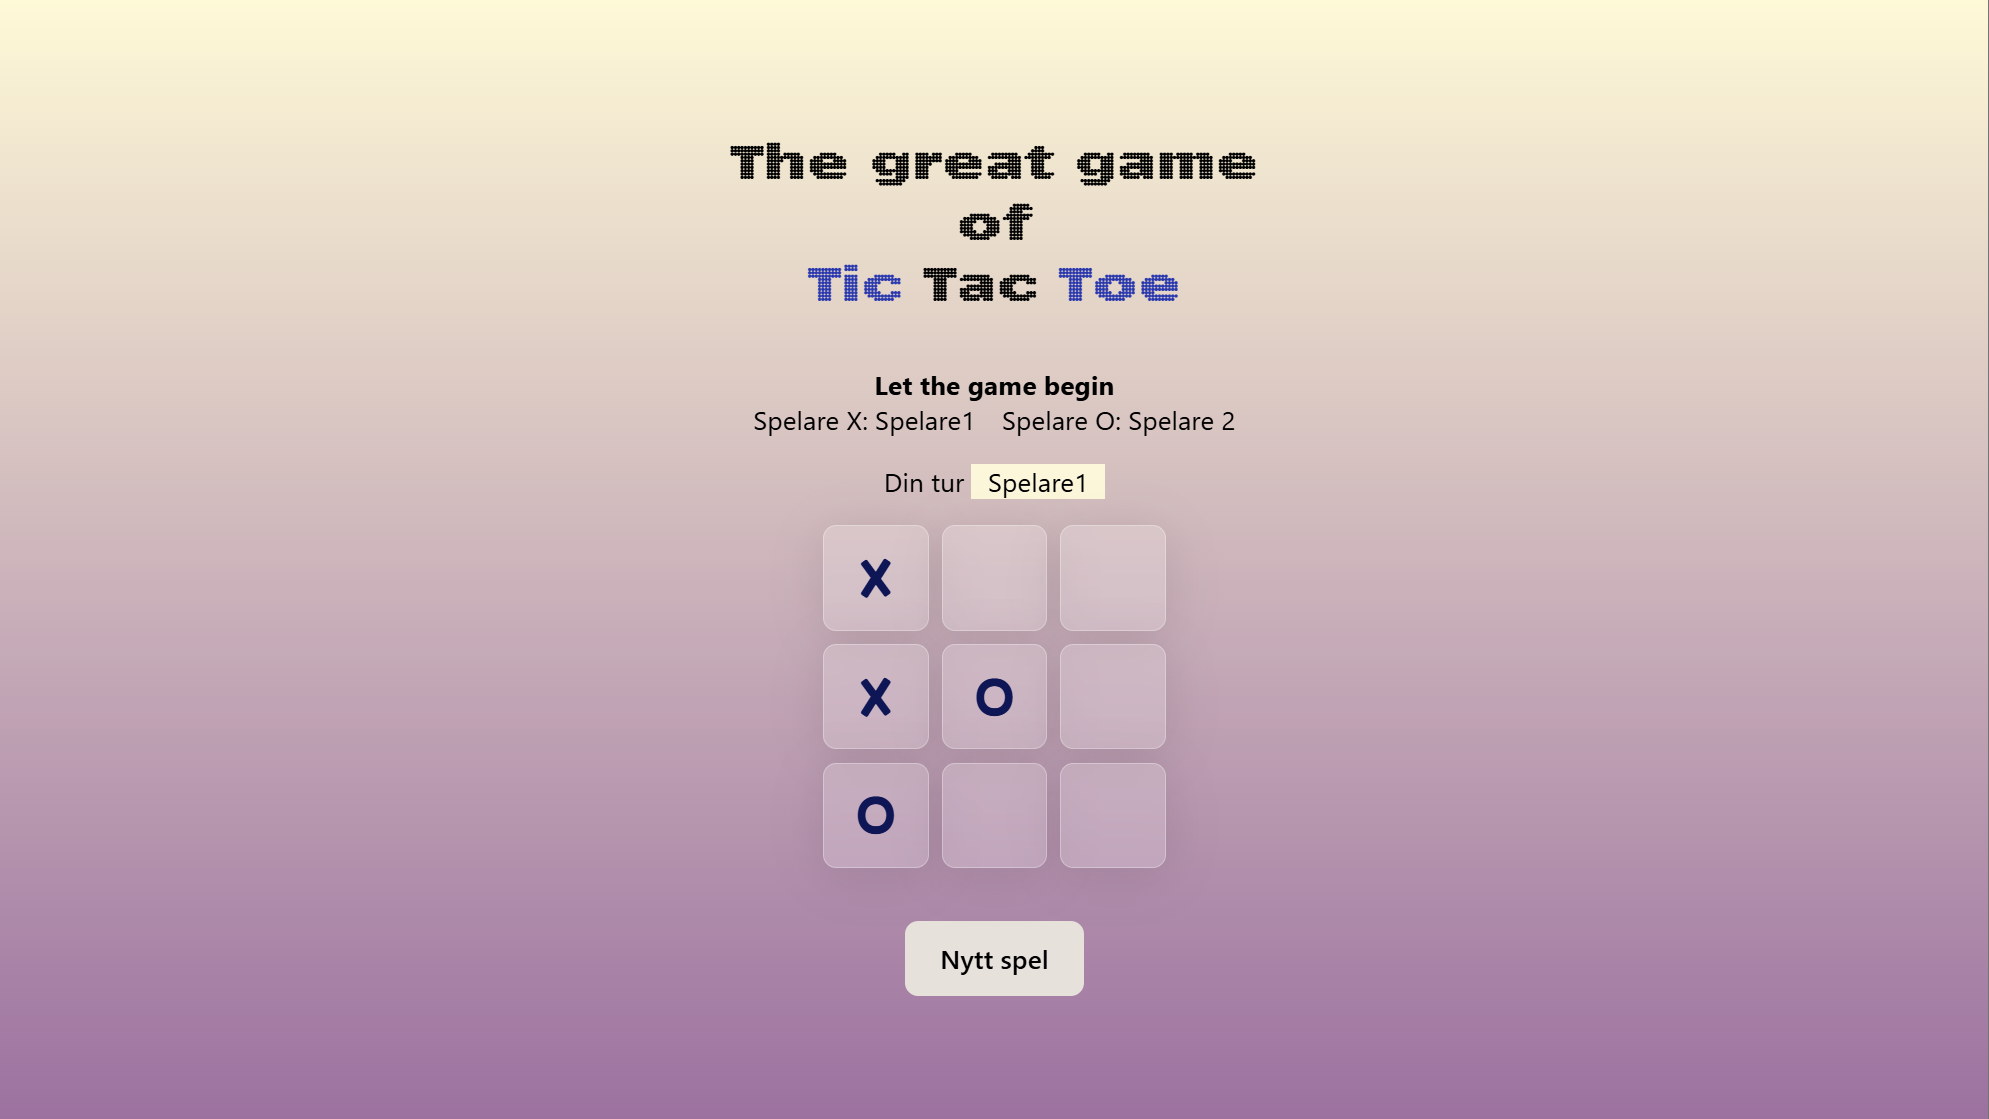 The great game
of
Tic Tac Toe
Let the game begin
Spelare X: Spelare1 Spelare O: Spelare 2
Din tur Spelare1
X
X O
O
Nytt spel